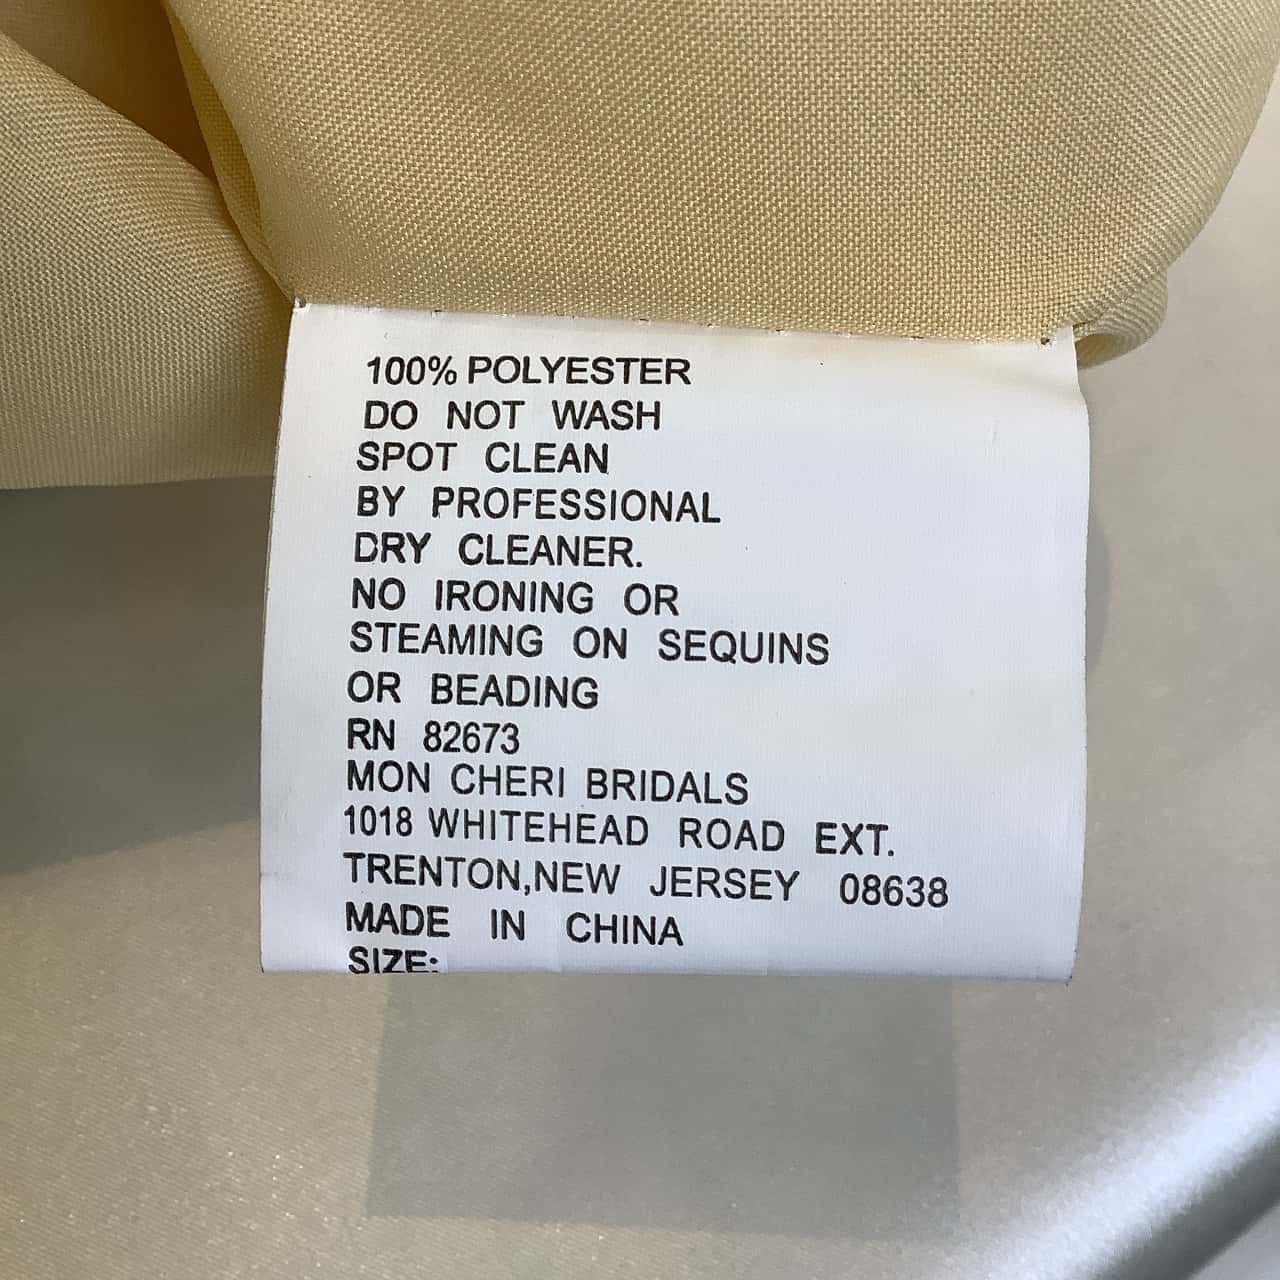 100% POLYESTER
DO NOT WASH
SPOT CLEAN
BY PROFESSIONAL
DRY CLEANER.
NO IRONING OR
STEAMING ON SEQUINS
OR BEADING
RN 82673
MON CHERI BRIDALS
1018 WHITEHEAD ROAD EXT.
TRENTON,NEW JERSEY 08638
MADE IN CHINA
SIZE: